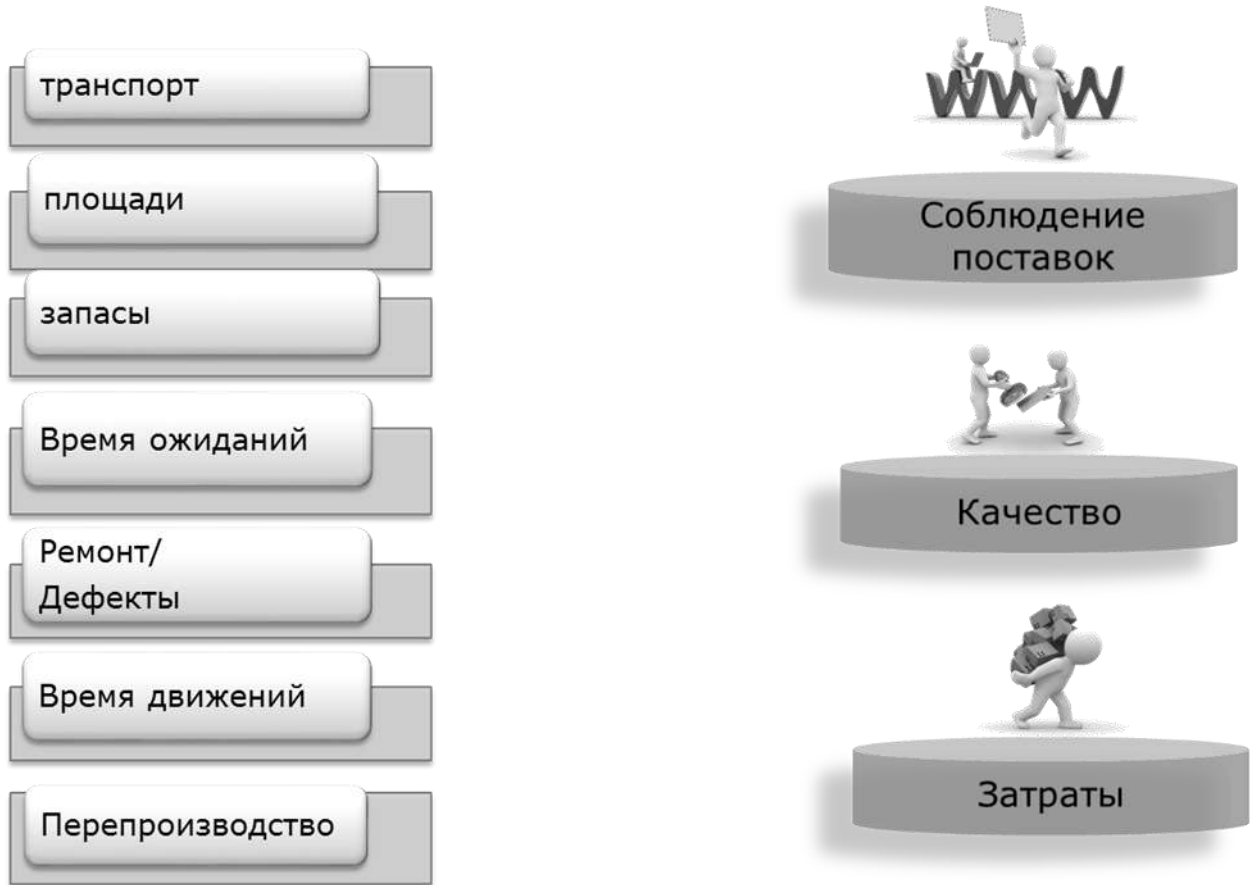 транспорт
площади
запасы
Время ожиданий
Ремонт/
Дефекты
Время движений
Перепроизводство
www
Соблюдение
поставок
Качество
Затраты